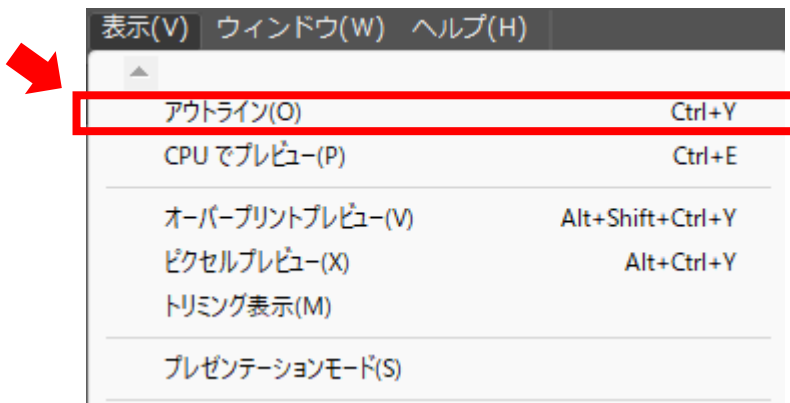 表示(V) ウィンドウ(W) ヘルプ(H)
アウトライン(O) Ctrl+Y
CPU でプレビュー(P) Ctrl+E
オーバープリントプレビュー(V) Alt+Shift+Ctrl+Y
ピクセルプレビュー(X) Alt+Ctrl+Y
トリミング表示(M)
プレゼンテーションモード(S)